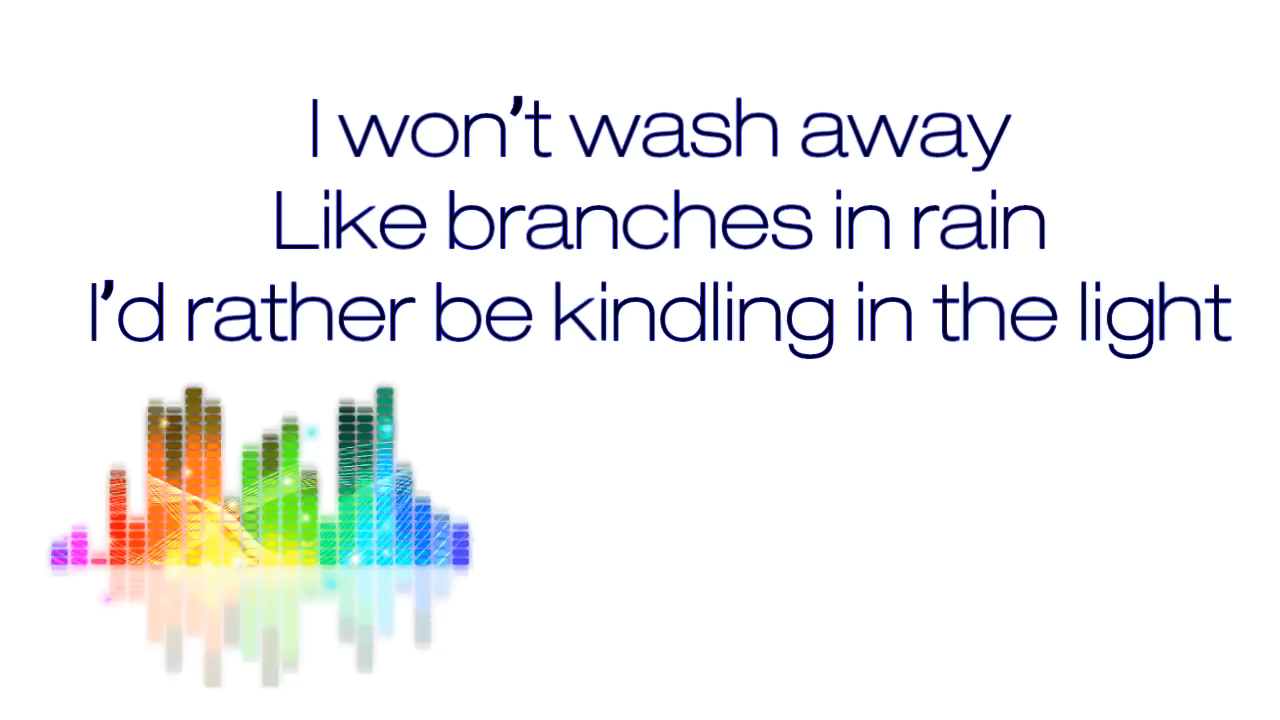 I won't wash away
Like branches in rain
I'd rather be kindling in the light